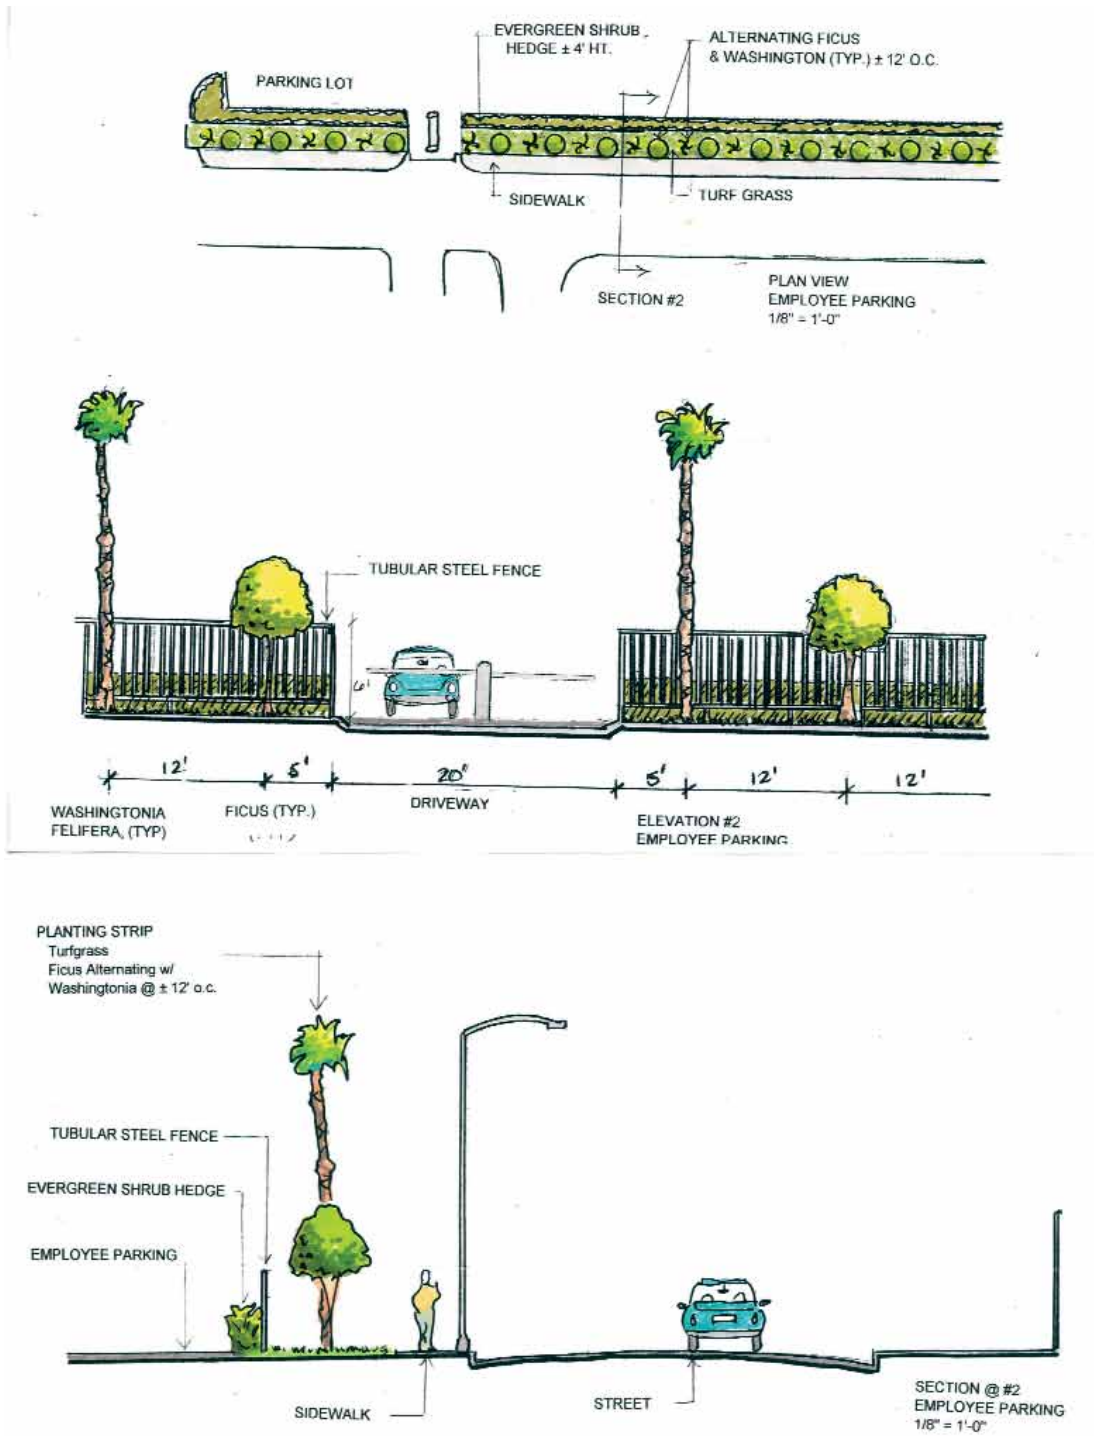 EVERGREEN SHRUB
HEDGE ± 4' HT.
ALTERNATING FICUS
& WASHINGTON (TYP.) ± 12' O.C.
PARKING LOT
SIDEWALK
TURF GRASS
SECTION #2
PLAN VIEW
EMPLOYEE PARKING
1/8" = 1'-0"
TUBULAR STEEL FENCE
6'
12'
5'
20'
5'
12'
12'
DRIVEWAY
WASHINGTONIA
FELIFERA, (TYP)
FICUS (TYP.)
ELEVATION #2
EMPLOYEE PARKING
PLANTING STRIP
Turfgrass
Ficus Alternating w/
Washingtonia @ ± 12' o.c.
TUBULAR STEEL FENCE
EVERGREEN SHRUB HEDGE
EMPLOYEE PARKING
SIDEWALK
STREET
SECTION @ #2
EMPLOYEE PARKING
1/8" = 1'-0"